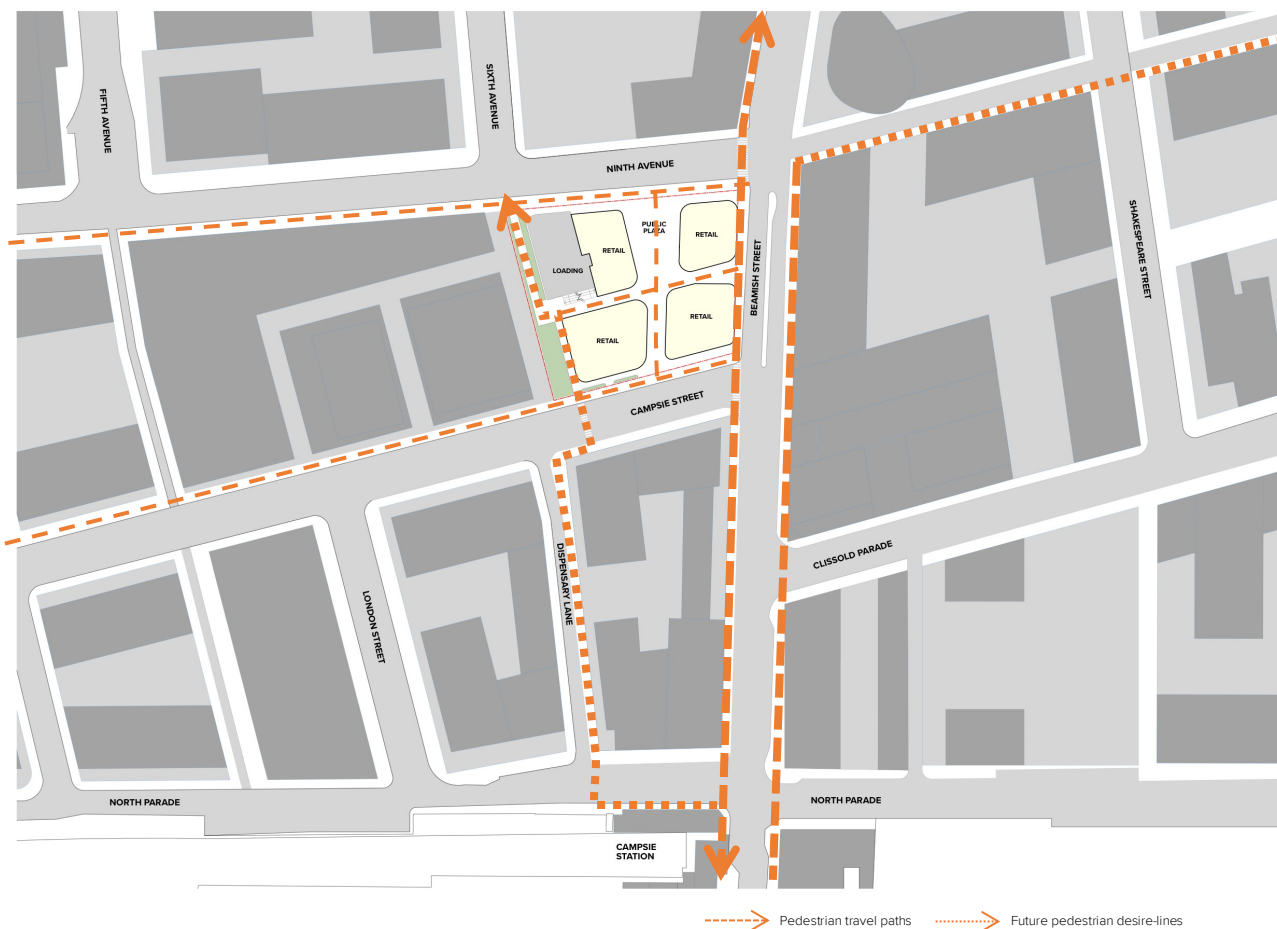 FIFTH AVENUE
SIXTH AVENUE
NINTH AVENUE
PUBLIC
PLAZA
RETAIL
RETAIL
LOADING
RETAIL
RETAIL
BEAMISH STREET
SHAKESPEARE STREET
CAMPSIE STREET
CLISSOLD PARADE
DISPENSARY LANE
LONDON STREET
NORTH PARADE
NORTH PARADE
CAMPSIE
STATION
Pedestrian travel paths
Future pedestrian desire-lines